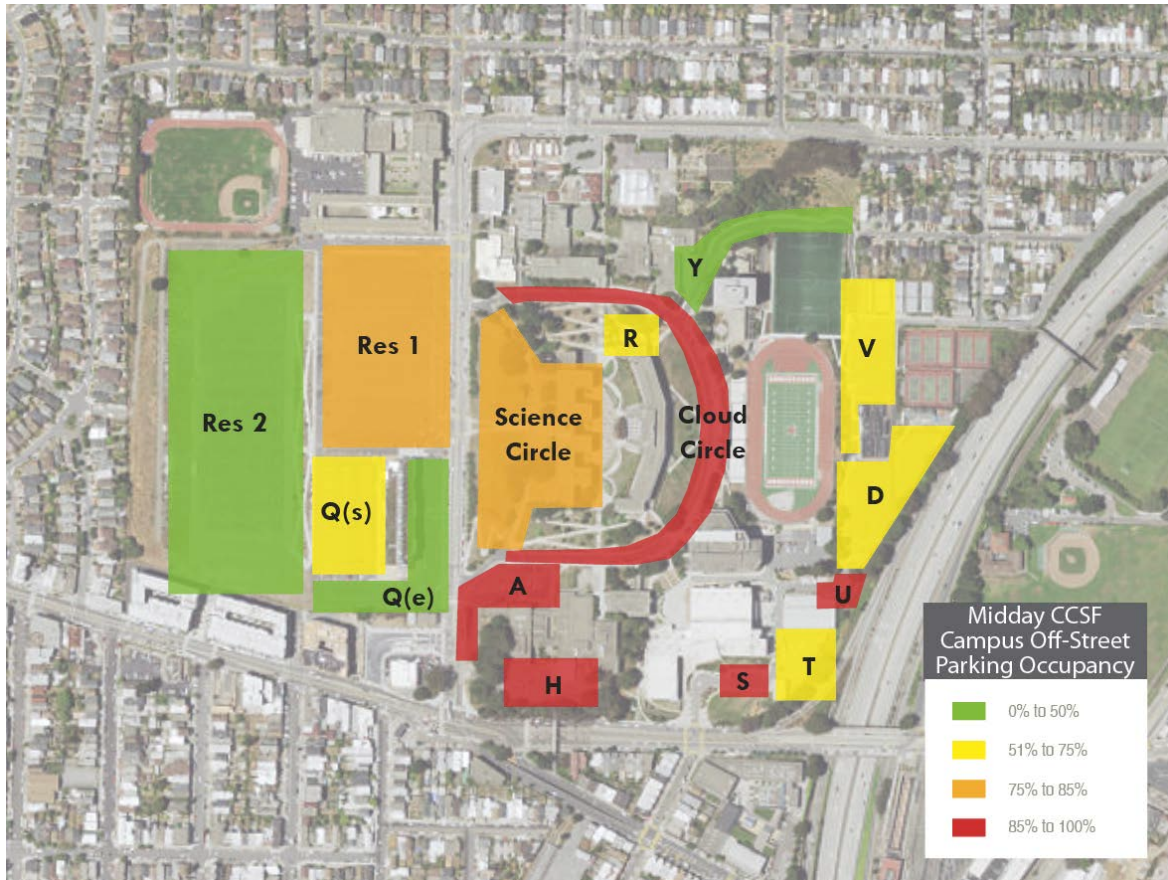 Y
R
V
Res 1
Res 2
Science
Circle
Cloud
Circle
Q(s)
D
Q(e)
A
U
H
S
T
Midday CCSF
Campus Off-Street
Parking Occupancy
0% to 50%
51% to 75%
75% to 85%
85% to 100%